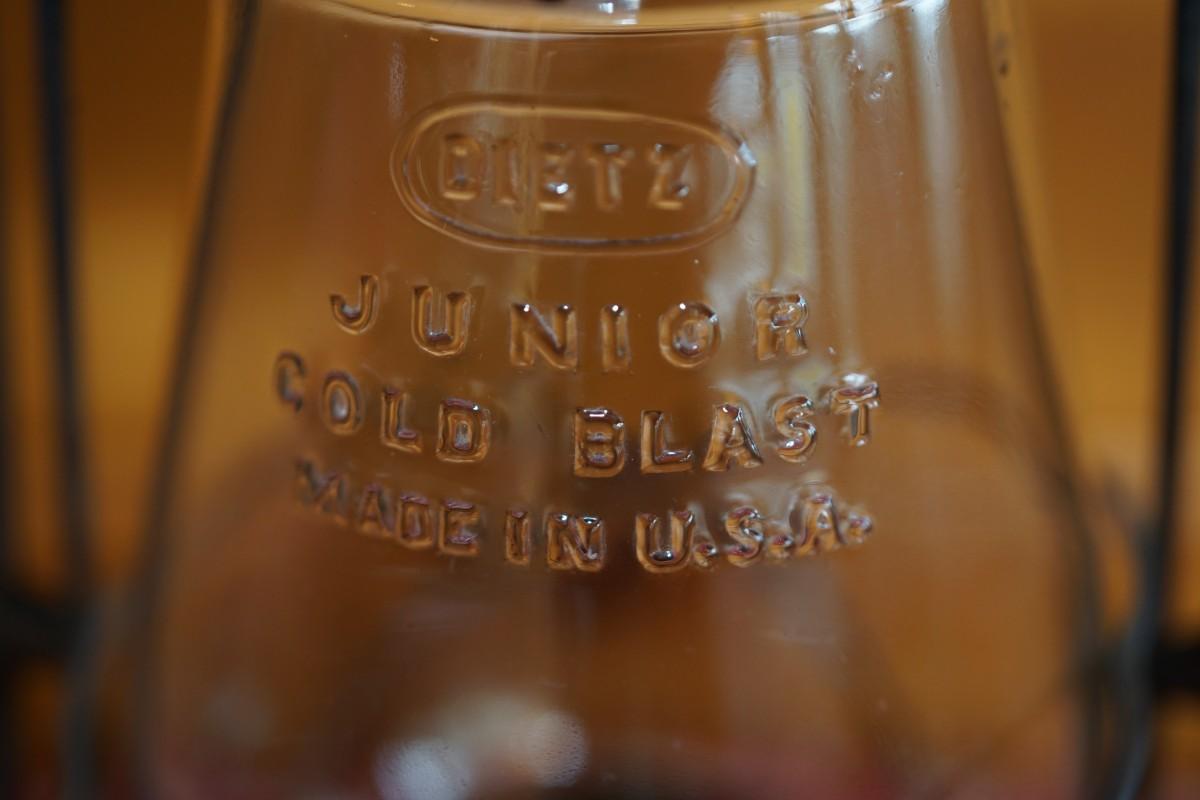 DIETZ
JUNIOR
COLD BLAST
MADE IN U.S.A.